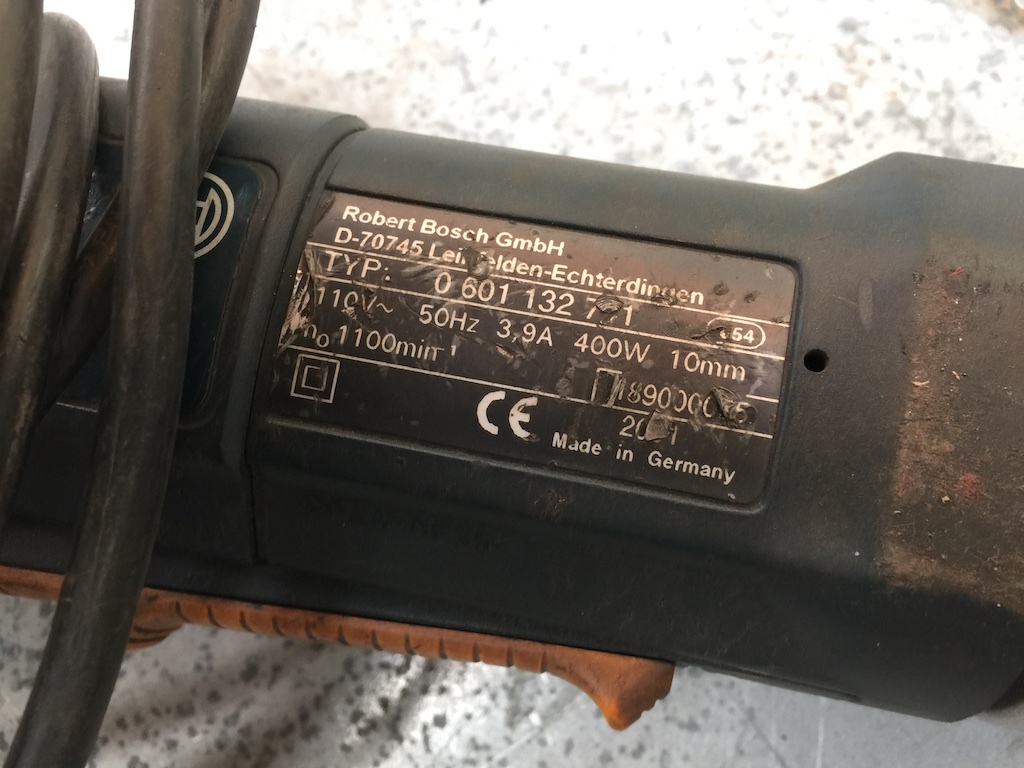 Robert Bosch GmbH
D-70745 Leinfelden-Echterdingen
TYP: 0 601 132
110V~ 50Hz 3,9A 400W 10mm
n₀ 1100min⁻¹
CE
Made in Germany